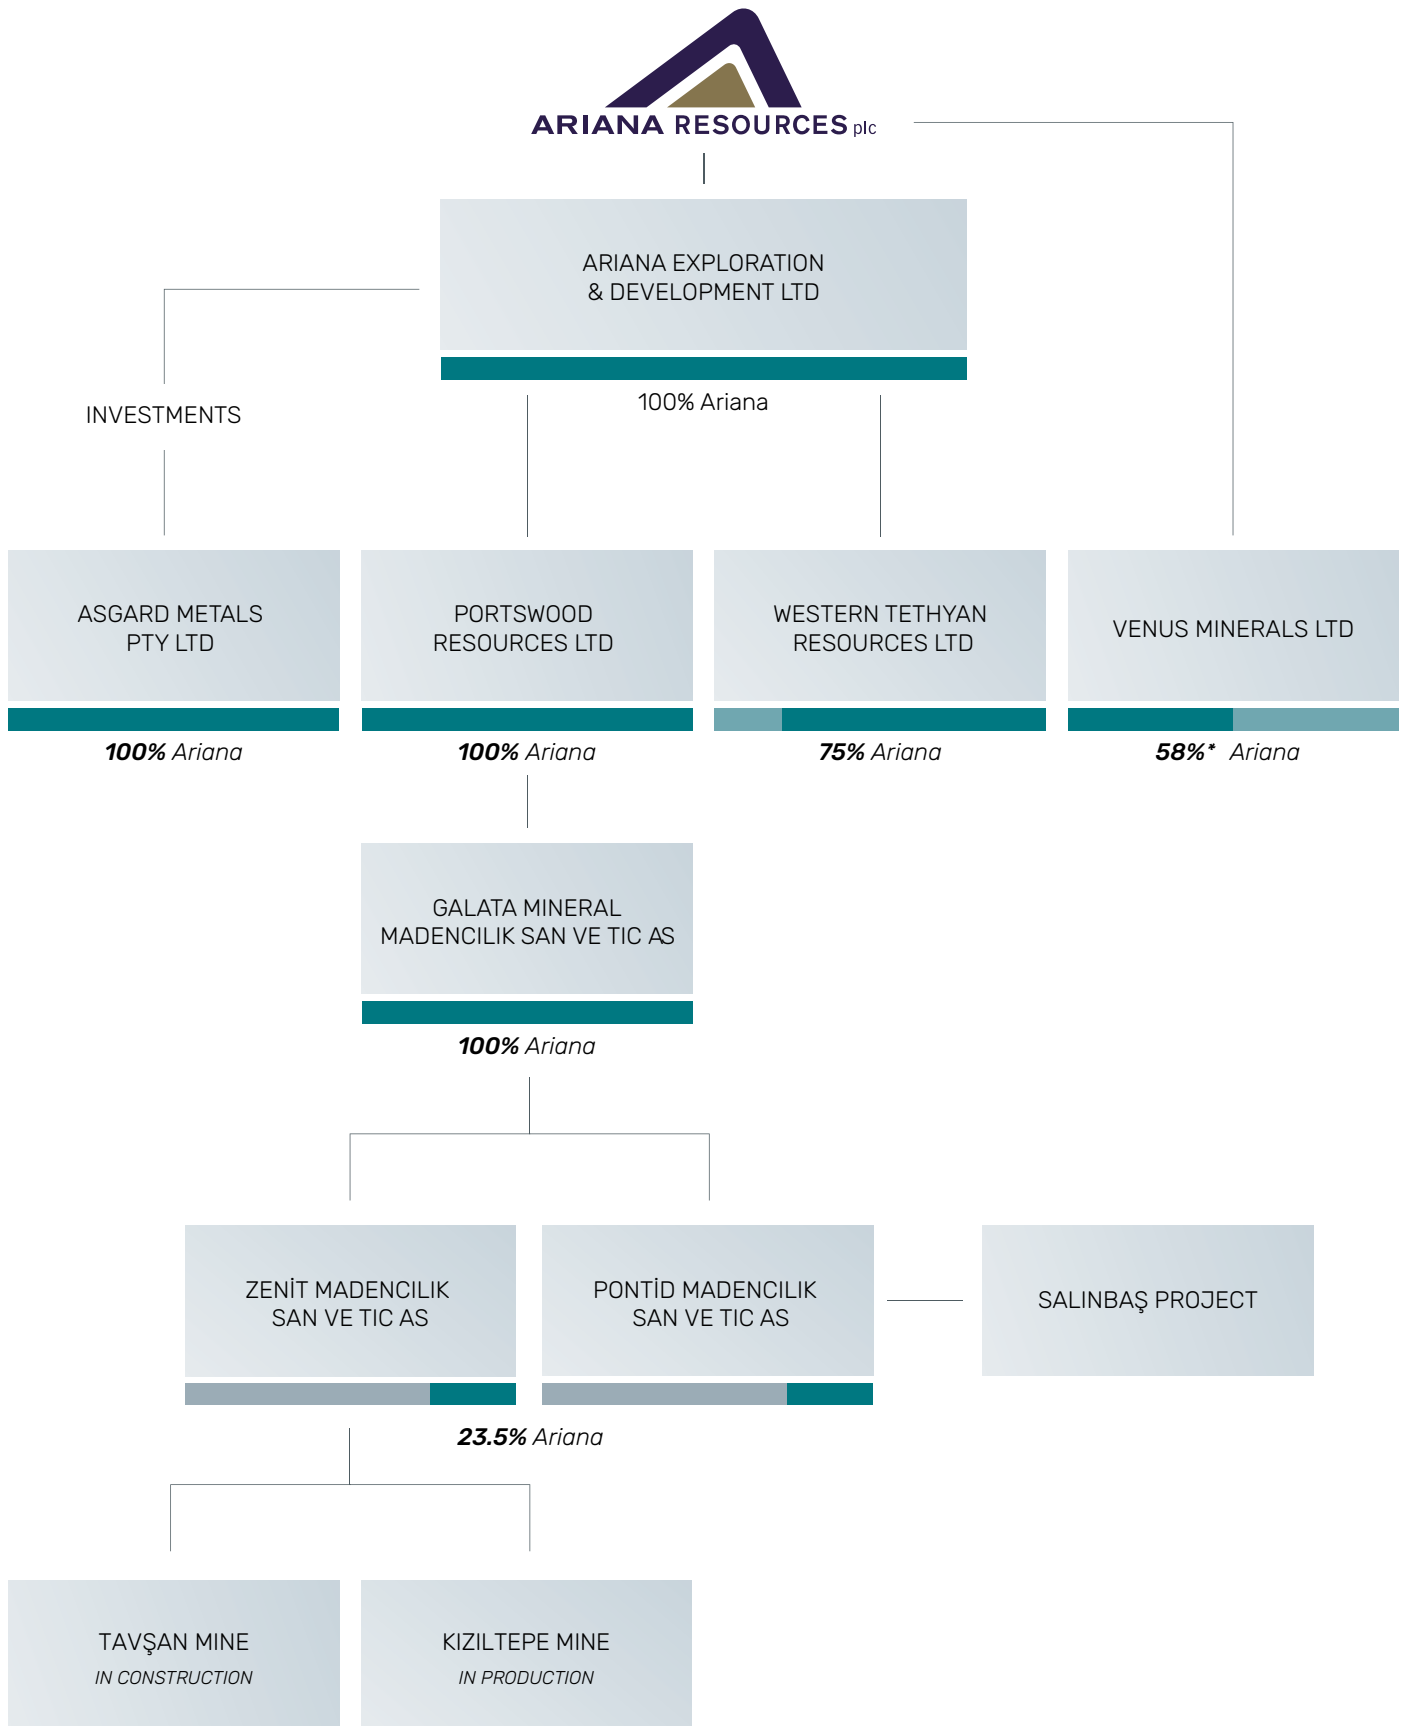 ARIANA RESOURCES plc
ARIANA EXPLORATION
& DEVELOPMENT LTD
100% Ariana
INVESTMENTS
ASGARD METALS
PTY LTD
100% Ariana
PORTSWOOD
RESOURCES LTD
100% Ariana
WESTERN TETHYAN
RESOURCES LTD
75% Ariana
VENUS MINERALS LTD
58%* Ariana
GALATA MINERAL
MADENCILIK SAN VE TIC AS
100% Ariana
ZENİT MADENCILIK
SAN VE TIC AS
PONTİD MADENCILIK
SAN VE TIC AS
SALINBAŞ PROJECT
23.5% Ariana
TAVŞAN MINE
IN CONSTRUCTION
KIZILTEPE MINE
IN PRODUCTION